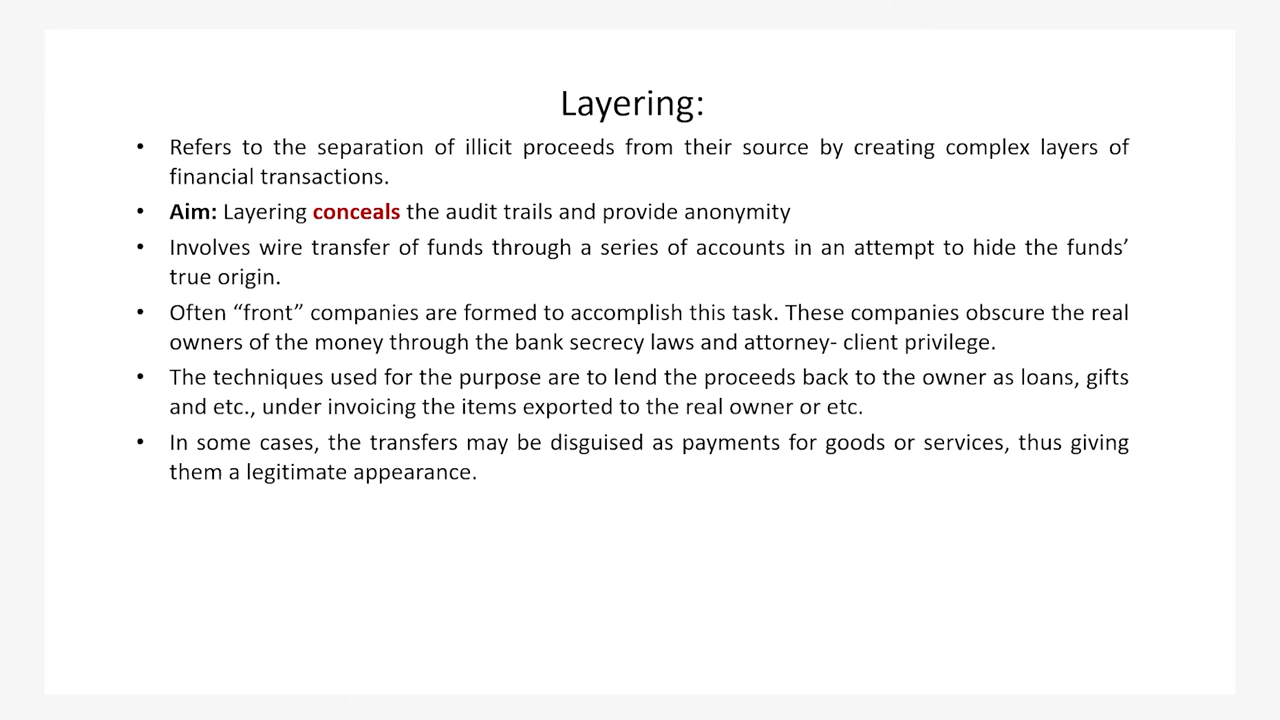 Layering:
• Refers to the separation of illicit proceeds from their source by creating complex layers of
financial transactions.
• Aim: Layering conceals the audit trails and provide anonymity
• Involves wire transfer of funds through a series of accounts in an attempt to hide the funds’
true origin.
• Often “front” companies are formed to accomplish this task. These companies obscure the real
owners of the money through the bank secrecy laws and attorney- client privilege.
• The techniques used for the purpose are to lend the proceeds back to the owner as loans, gifts
and etc., under invoicing the items exported to the real owner or etc.
• In some cases, the transfers may be disguised as payments for goods or services, thus giving
them a legitimate appearance.